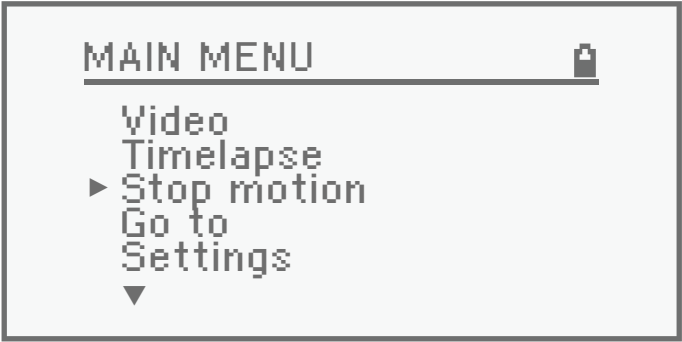 MAIN MENU
Video
Timelapse
Stop motion
Go to
Settings